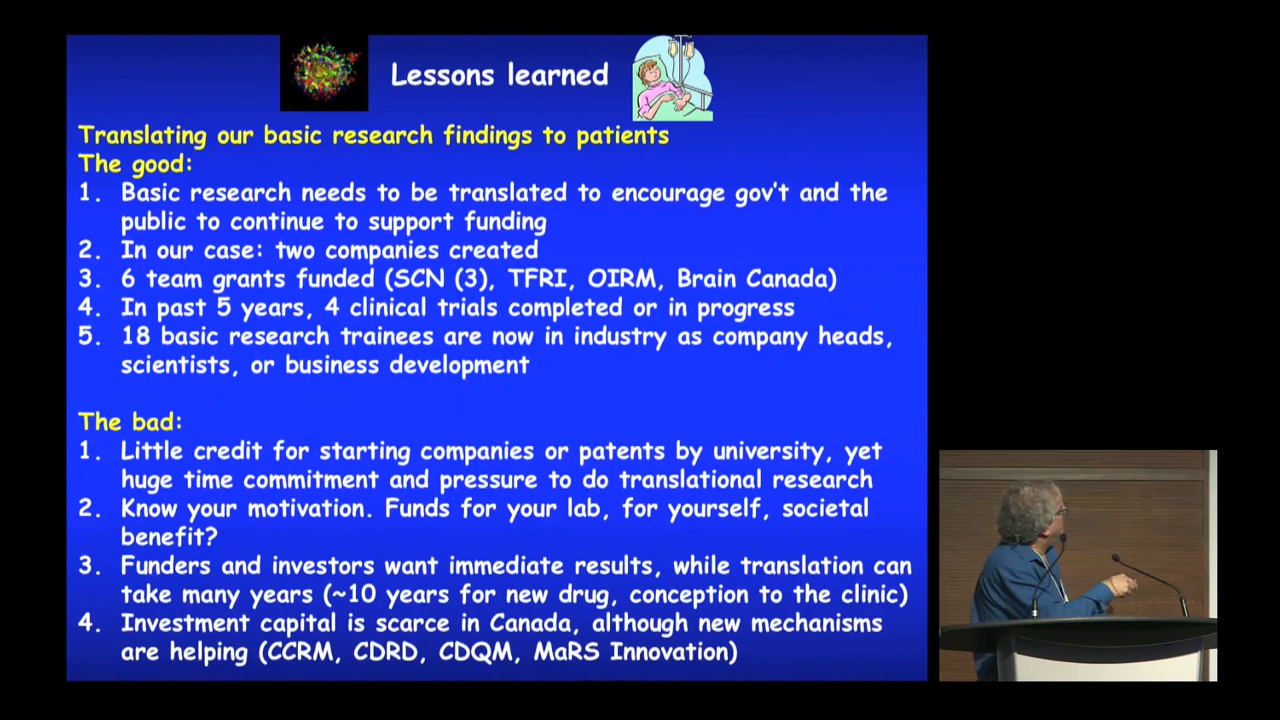 Lessons learned
Translating our basic research findings to patients
The good:
1. Basic research needs to be translated to encourage gov't and the
public to continue to support funding
2. In our case: two companies created
3. 6 team grants funded (SCN (3), TFRI, OIRM, Brain Canada)
4. In past 5 years, 4 clinical trials completed or in progress
5. 18 basic research trainees are now in industry as company heads,
scientists, or business development
The bad:
1. Little credit for starting companies or patents by university, yet
huge time commitment and pressure to do translational research
2. Know your motivation. Funds for your lab, for yourself, societal
benefit?
3. Funders and investors want immediate results, while translation can
take many years (~10 years for new drug, conception to the clinic)
4. Investment capital is scarce in Canada, although new mechanisms
are helping (CCRM, CDRD, CDQM, MaRS Innovation)